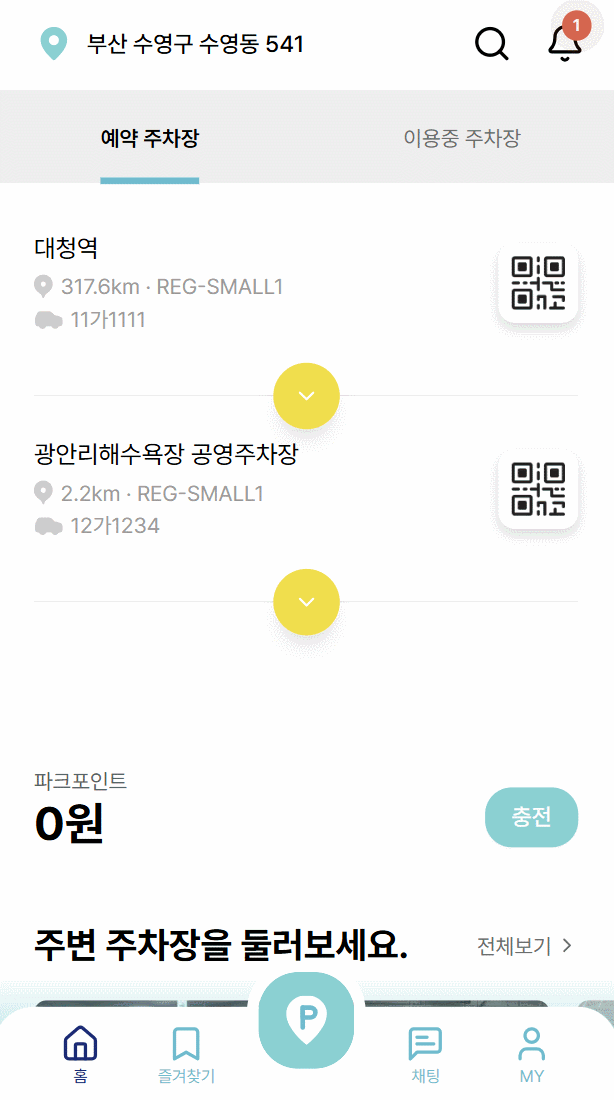 부산 수영구 수영동 541
1
예약 주차장
이용중 주차장
대청역
317.6km · REG-SMALL1
11가1111
광안리해수욕장 공영주차장
2.2km · REG-SMALL1
12가1234
파크포인트
0원
충전
주변 주차장을 둘러보세요.
전체보기
P
홈
즐겨찾기
채팅
MY